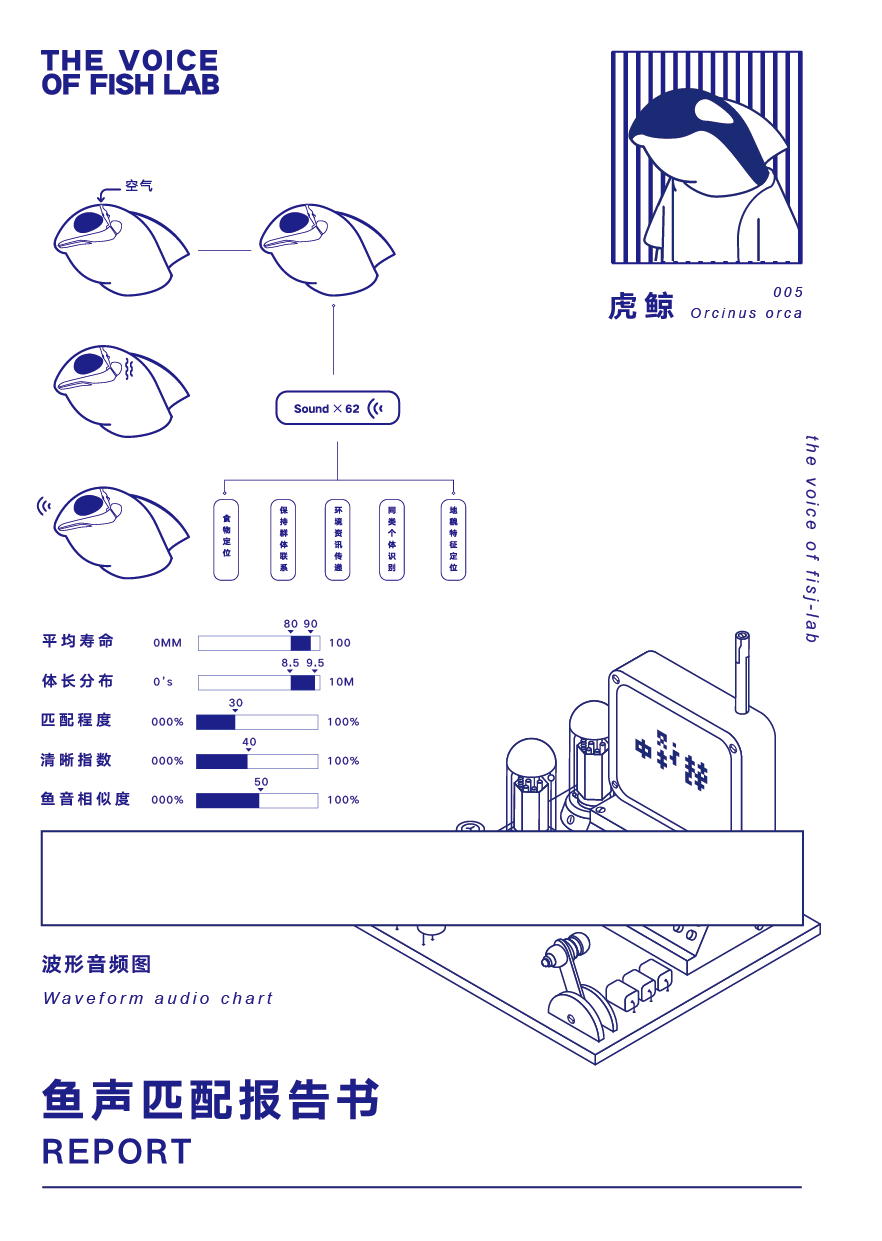 THE VOICE
OF FISH LAB
空气
005
虎鲸 Orcinus orca
Sound × 62
食物定位
保持群体联系
环境资讯传递
同类个体识别
地貌特征定位
the voice of fisj-lab
80 90
平均寿命 0MM 100
8.5 9.5
体长分布 0's 10M
30
匹配程度 000% 100%
40
清晰指数 000% 100%
50
鱼音相似度 000% 100%
波形音频图
Waveform audio chart
鱼声匹配报告书
REPORT